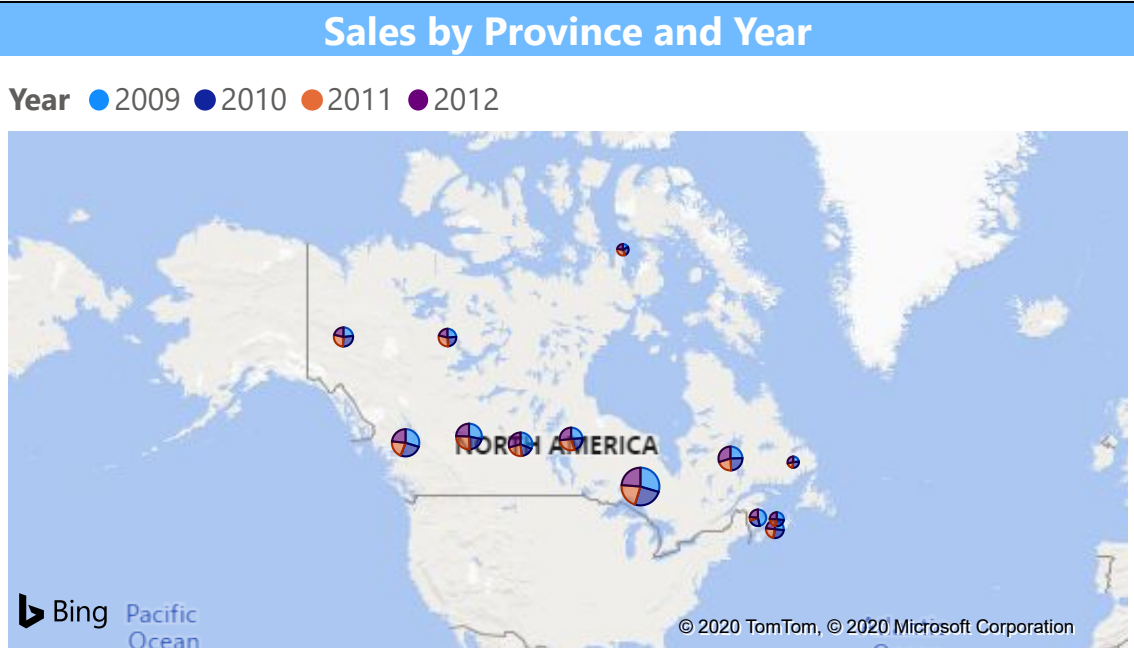 Sales by Province and Year
Year 2009 2010 2011 2012
NORTH AMERICA
Bing
Pacific
Ocean
© 2020 TomTom, © 2020 Microsoft Corporation